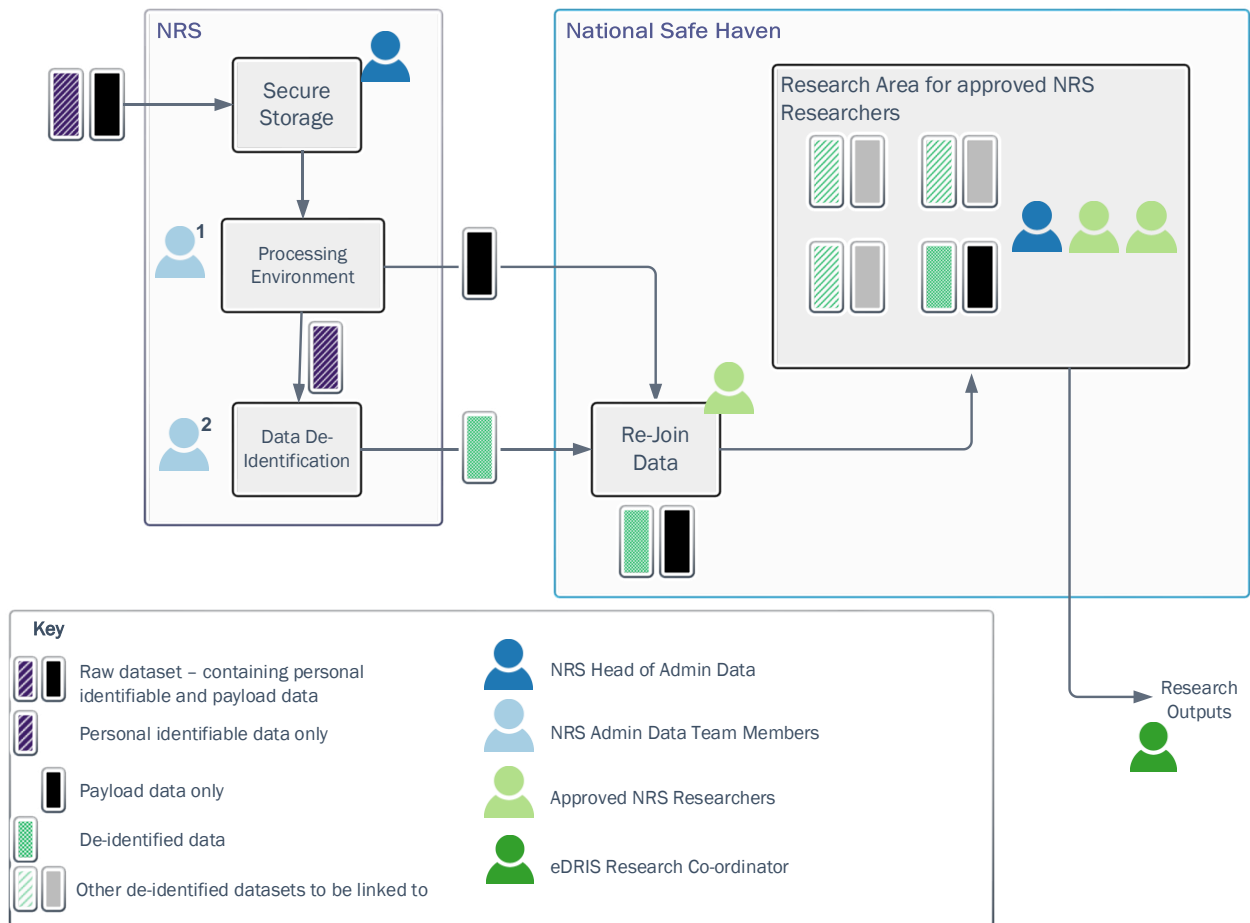 NRS
National Safe Haven
Secure
Storage
Research Area for approved NRS
Researchers
1
Processing
Environment
2
Data De-
Identification
Re-Join
Data
Research
Outputs
Key
Raw dataset – containing personal
identifiable and payload data
Personal identifiable data only
Payload data only
De-identified data
Other de-identified datasets to be linked to
NRS Head of Admin Data
NRS Admin Data Team Members
Approved NRS Researchers
eDRIS Research Co-ordinator